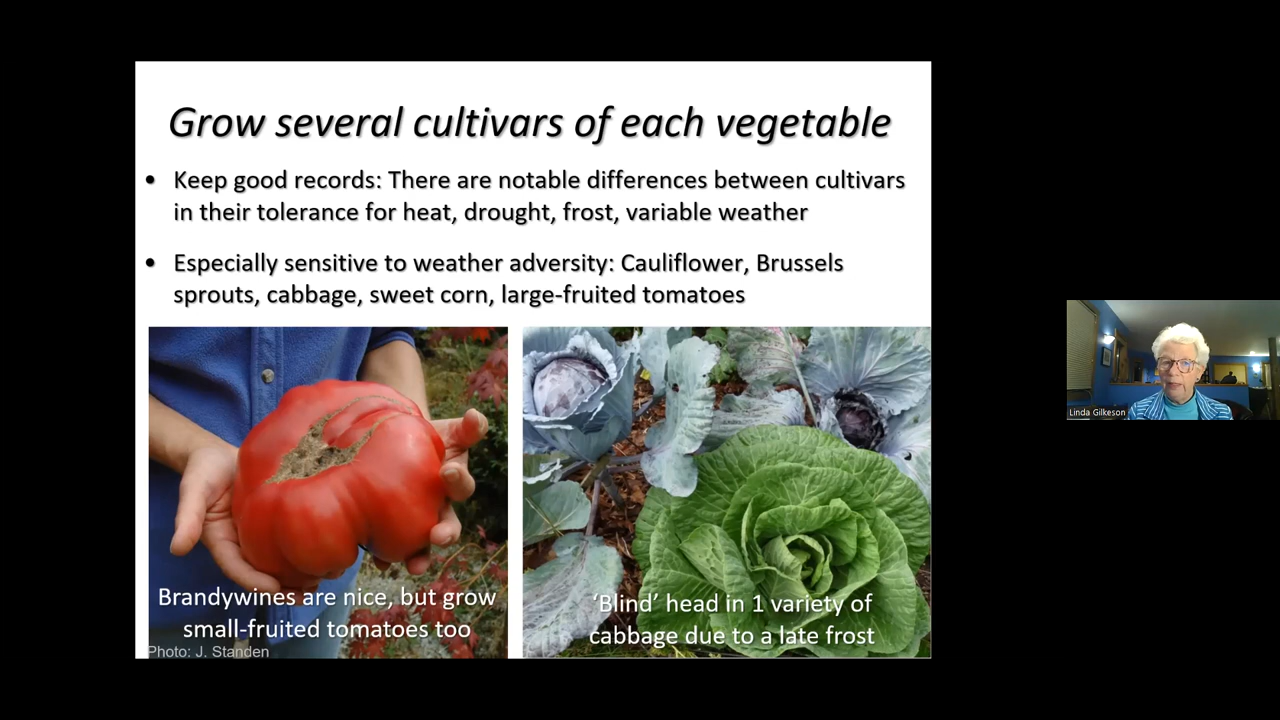 Grow several cultivars of each vegetable
• Keep good records: There are notable differences between cultivars
in their tolerance for heat, drought, frost, variable weather
• Especially sensitive to weather adversity: Cauliflower, Brussels
sprouts, cabbage, sweet corn, large-fruited tomatoes
Brandywines are nice, but grow
small-fruited tomatoes too
Photo: J. Standen
‘Blind’ head in 1 variety of
cabbage due to a late frost
Linda Gilkeson